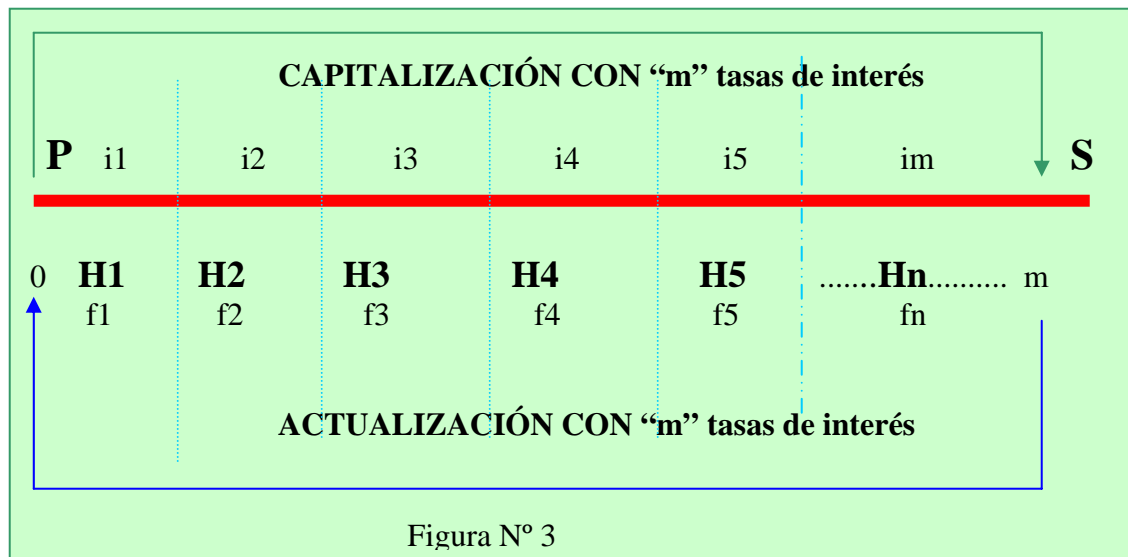 CAPITALIZACIÓN CON “m” tasas de interés
P i1 i2 i3 i4 i5 im S
0 H1 H2 H3 H4 H5 .......Hn.......... m
f1 f2 f3 f4 f5 fn
ACTUALIZACIÓN CON “m” tasas de interés
Figura Nº 3